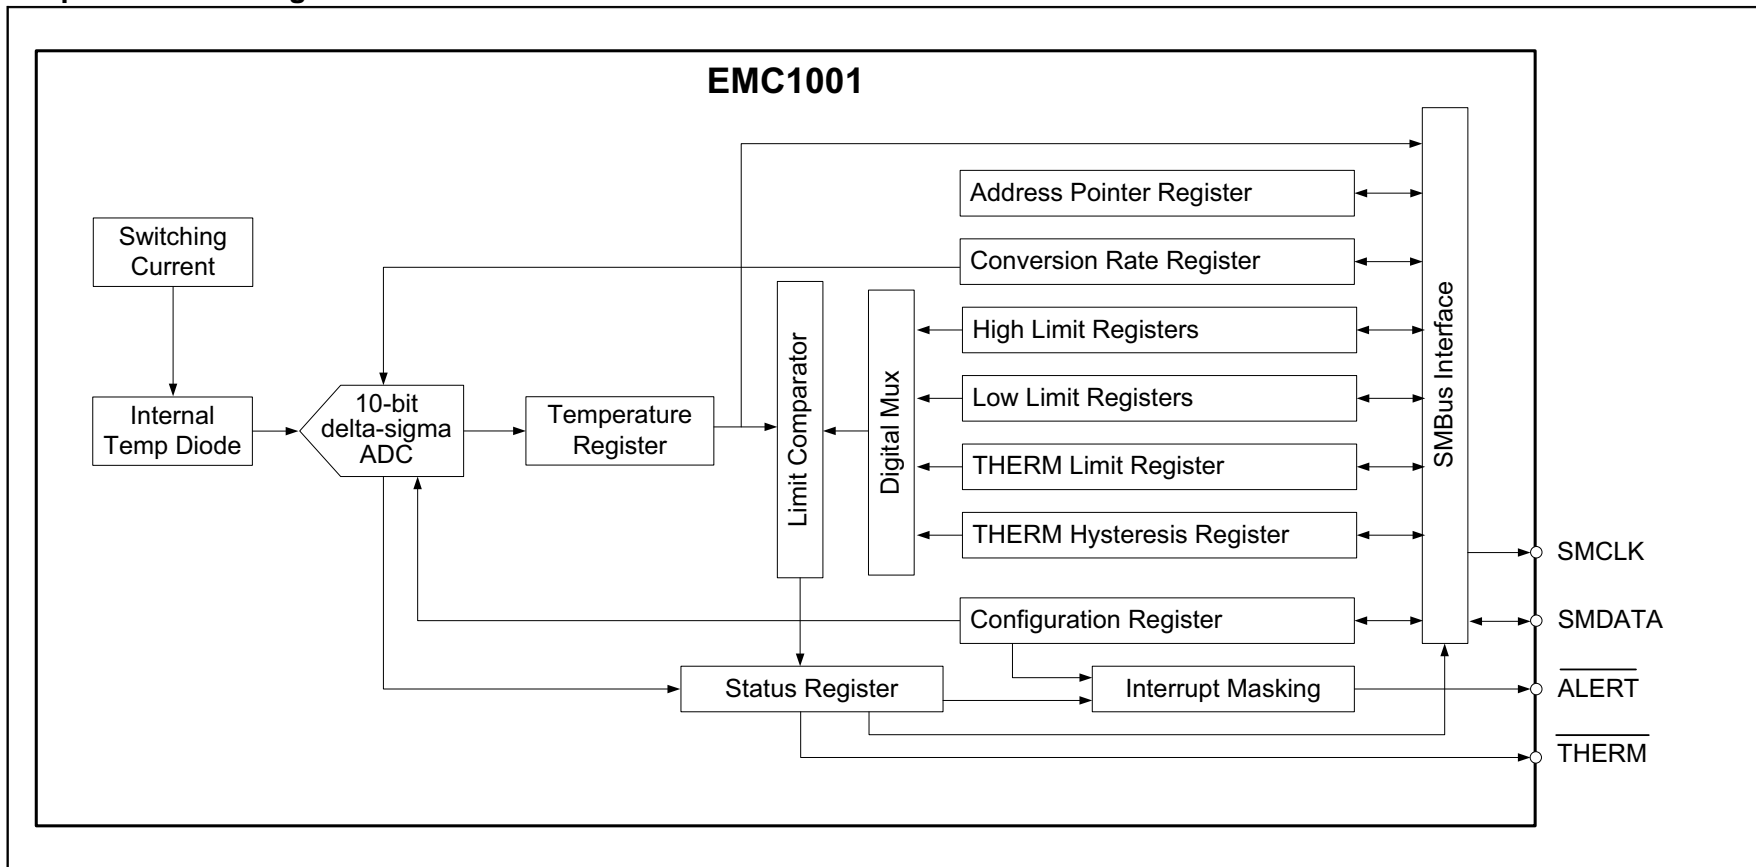 EMC1001
Switching
Current
Internal
Temp Diode
10-bit
delta-sigma
ADC
Temperature
Register
Limit Comparator
Digital Mux
Address Pointer Register
Conversion Rate Register
High Limit Registers
Low Limit Registers
THERM Limit Register
THERM Hysteresis Register
Configuration Register
Status Register
Interrupt Masking
SMBus Interface
SMCLK
SMDATA
ALERT
THERM